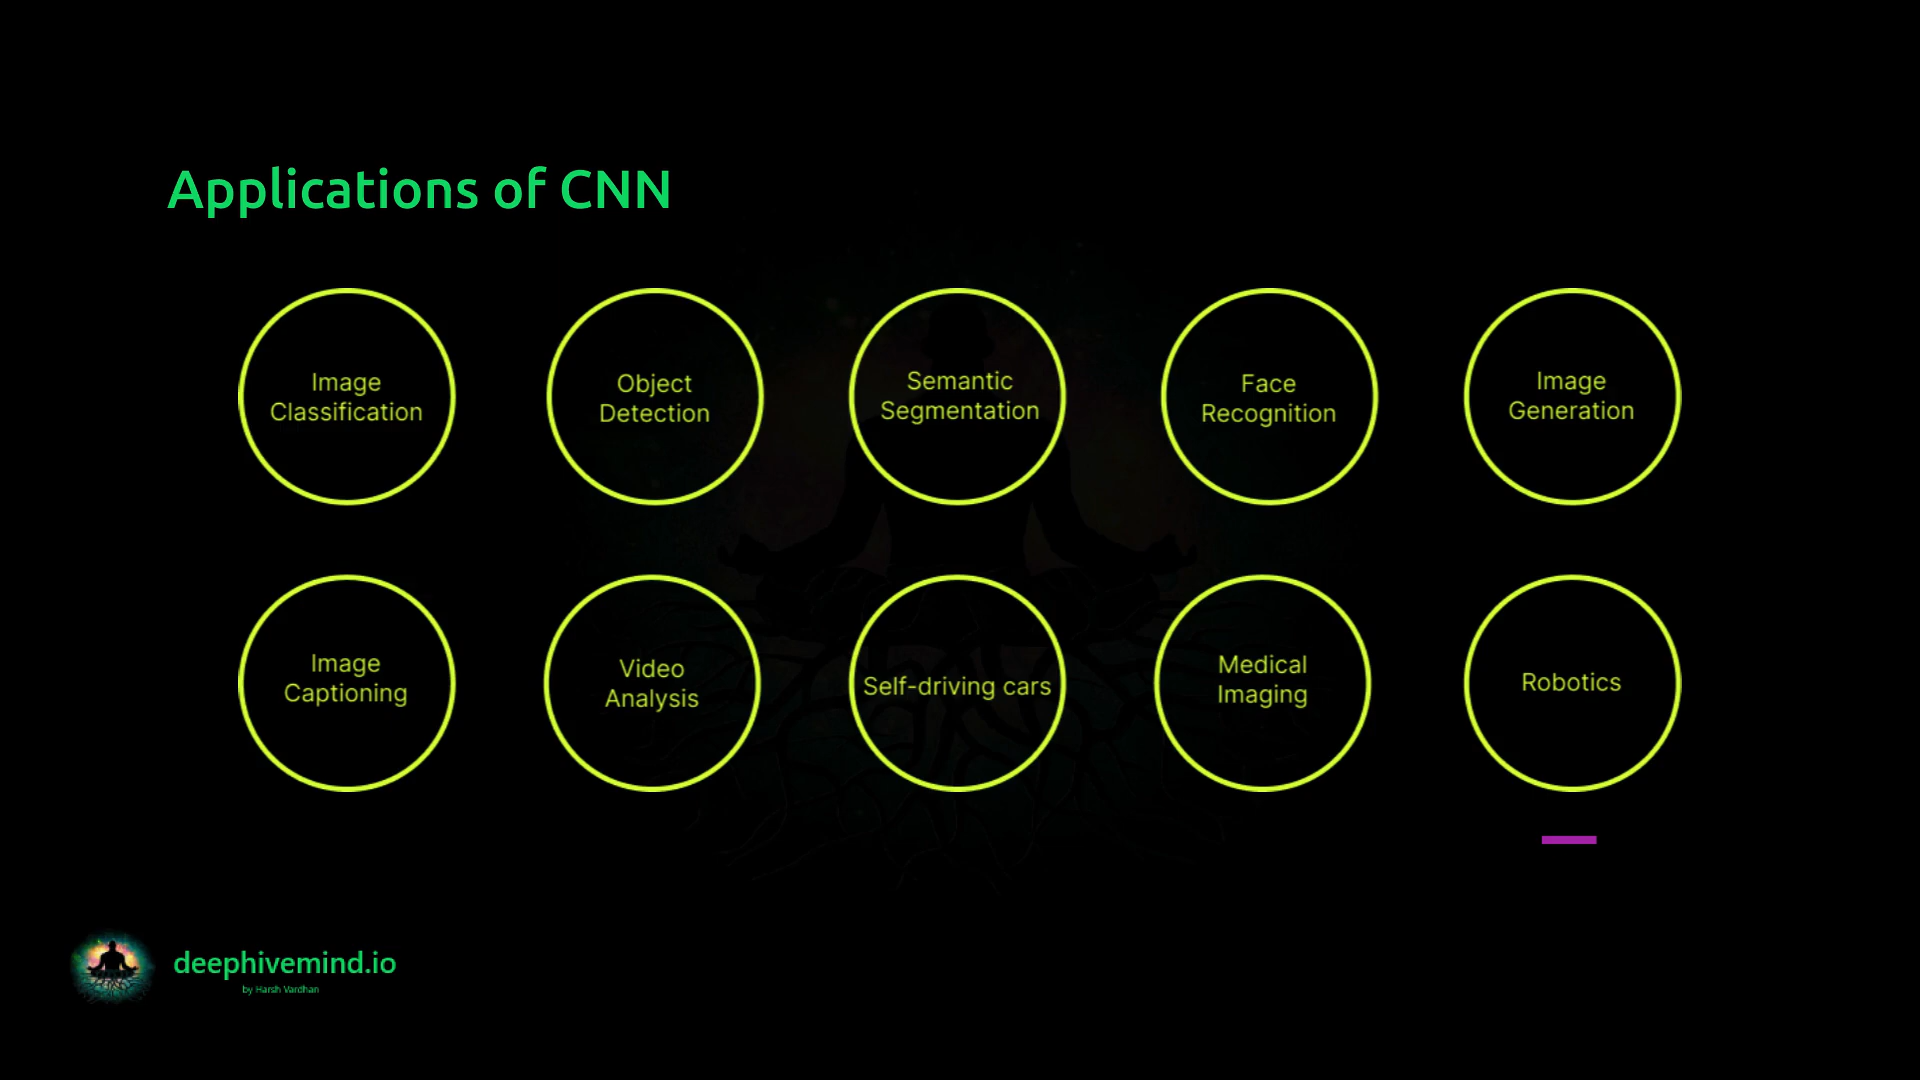 Applications of CNN
Image
Classification
Object
Detection
Semantic
Segmentation
Face
Recognition
Image
Generation
Image
Captioning
Video
Analysis
Self-driving cars
Medical
Imaging
Robotics
deephivemind.io
by Harsh Vardhan